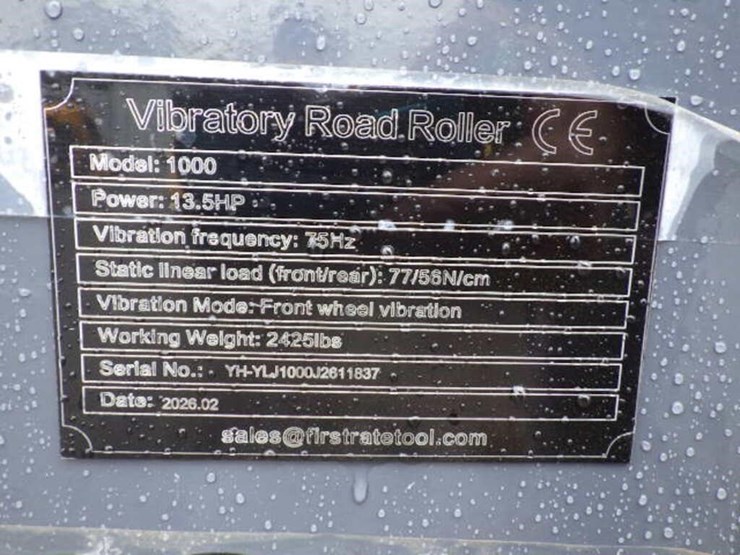 Vibratory Road Roller CE
Model: 1000
Power: 13.5HP
Vibration frequency: 75Hz
Static linear load (front/rear): 77/56N/cm
Vibration Mode: Front wheel vibration
Working Weight: 2425lbs
Serial No.: YH-YLJ1000J2611837
Date: 2026.02
sales@firstratetool.com